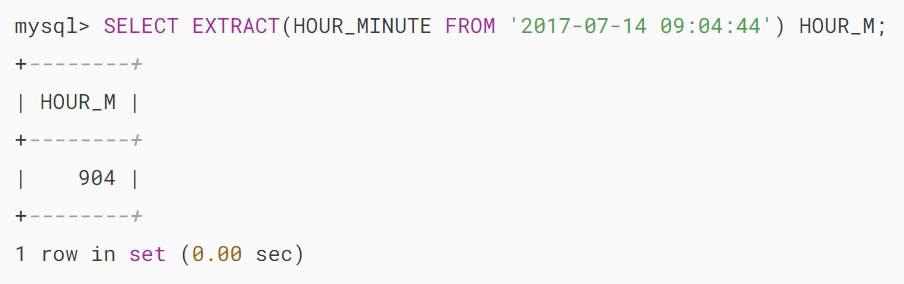 mysql> SELECT EXTRACT(HOUR_MINUTE FROM '2017-07-14 09:04:44') HOUR_M;
+--------+
| HOUR_M |
+--------+
|    904 |
+--------+
1 row in set (0.00 sec)